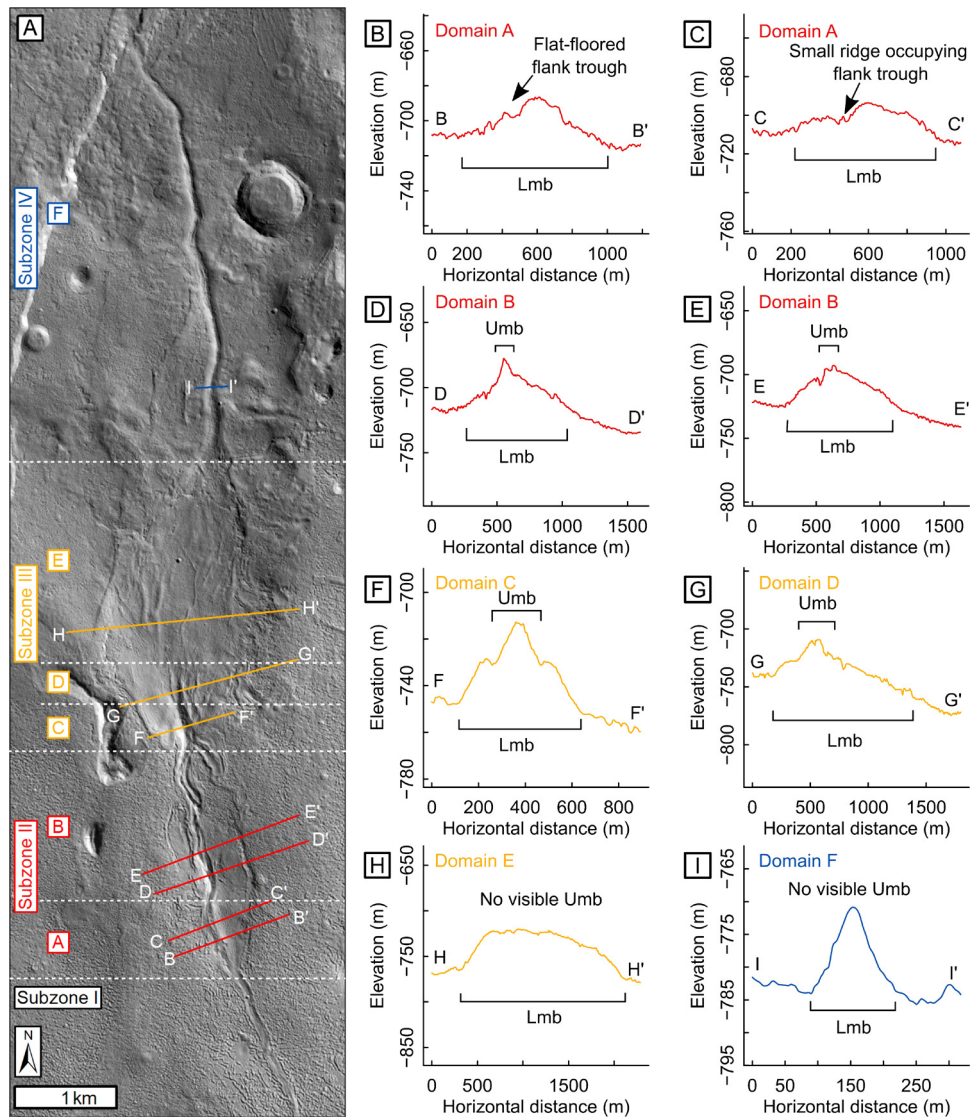 A
Subzone IV
F
I
I'
E
Subzone III
H
H'
D
G
G'
C
F
F'
B
Subzone II
E
E'
D
D'
C
C'
A
B
B'
Subzone I
N
1 km
B
Domain A
Flat-floored
flank trough
B
B'
Lmb
Elevation (m)
−660
−700
−740
0 200 600 1000
Horizontal distance (m)
C
Domain A
Small ridge occupying
flank trough
C
C'
Lmb
Elevation (m)
−680
−720
−760
0 200 600 1000
Horizontal distance (m)
D
Domain B
Umb
D
D'
Lmb
Elevation (m)
−650
−700
−750
0 500 1000 1500
Horizontal distance (m)
E
Domain B
Umb
E
E'
Lmb
Elevation (m)
−650
−700
−750
−800
0 500 1000 1500
Horizontal distance (m)
F
Domain C
Umb
F
F'
Lmb
Elevation (m)
−700
−740
−780
0 200 400 600 800
Horizontal distance (m)
G
Domain D
Umb
G
G'
Lmb
Elevation (m)
−700
−750
−800
0 500 1000 1500
Horizontal distance (m)
H
Domain E
No visible Umb
H
H'
Lmb
Elevation (m)
−650
−750
−850
0 500 1500
Horizontal distance (m)
I
Domain F
No visible Umb
I
I'
Lmb
Elevation (m)
−765
−775
−785
−795
0 50 150 250
Horizontal distance (m)